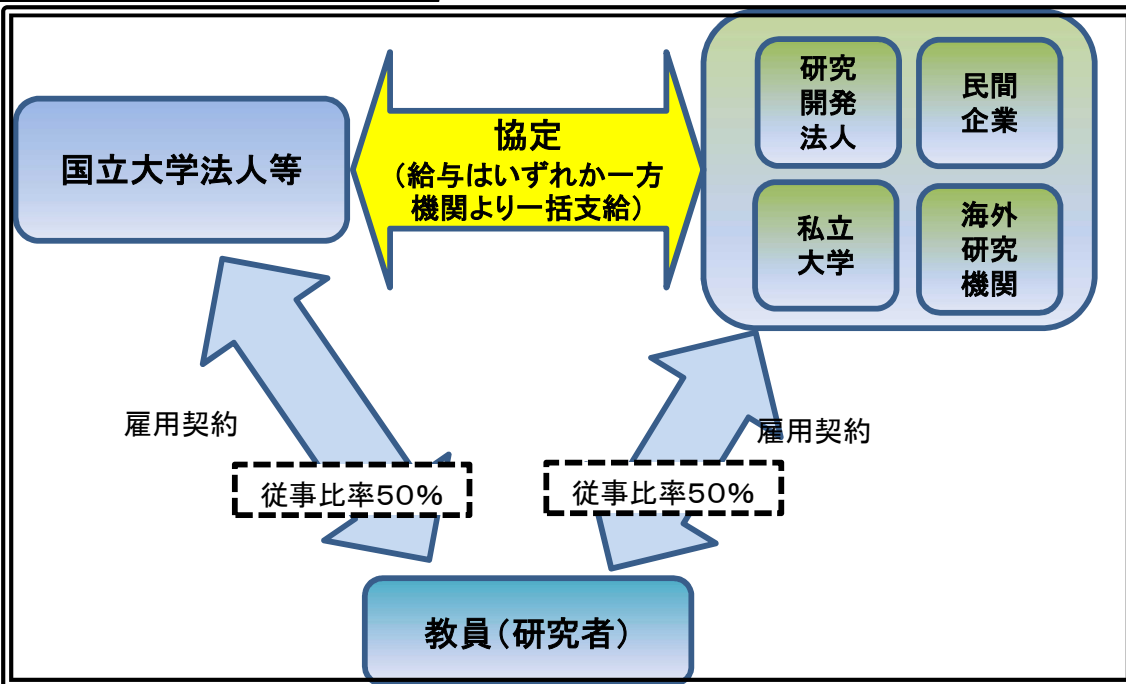 国立大学法人等
協定
（給与はいずれか一方
機関より一括支給）
研究
開発
法人
民間
企業
私立
大学
海外
研究
機関
雇用契約
雇用契約
従事比率50％
従事比率50％
教員（研究者）